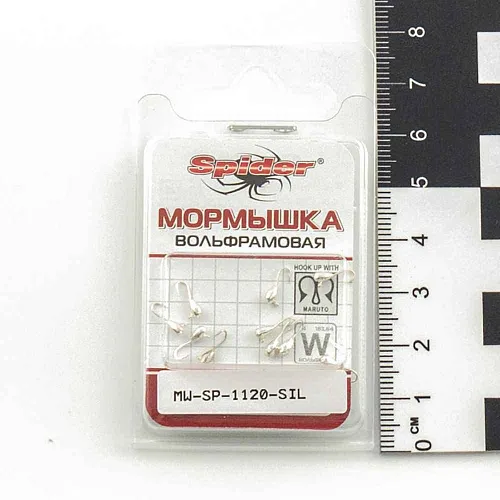 Spider®
МОРМЫШКА
ВОЛЬФРАМОВАЯ
HOOK UP WITH
MARUTO
W
MW-SP-1120-SIL
8
7
6
5
4
3
2
1
0 CM